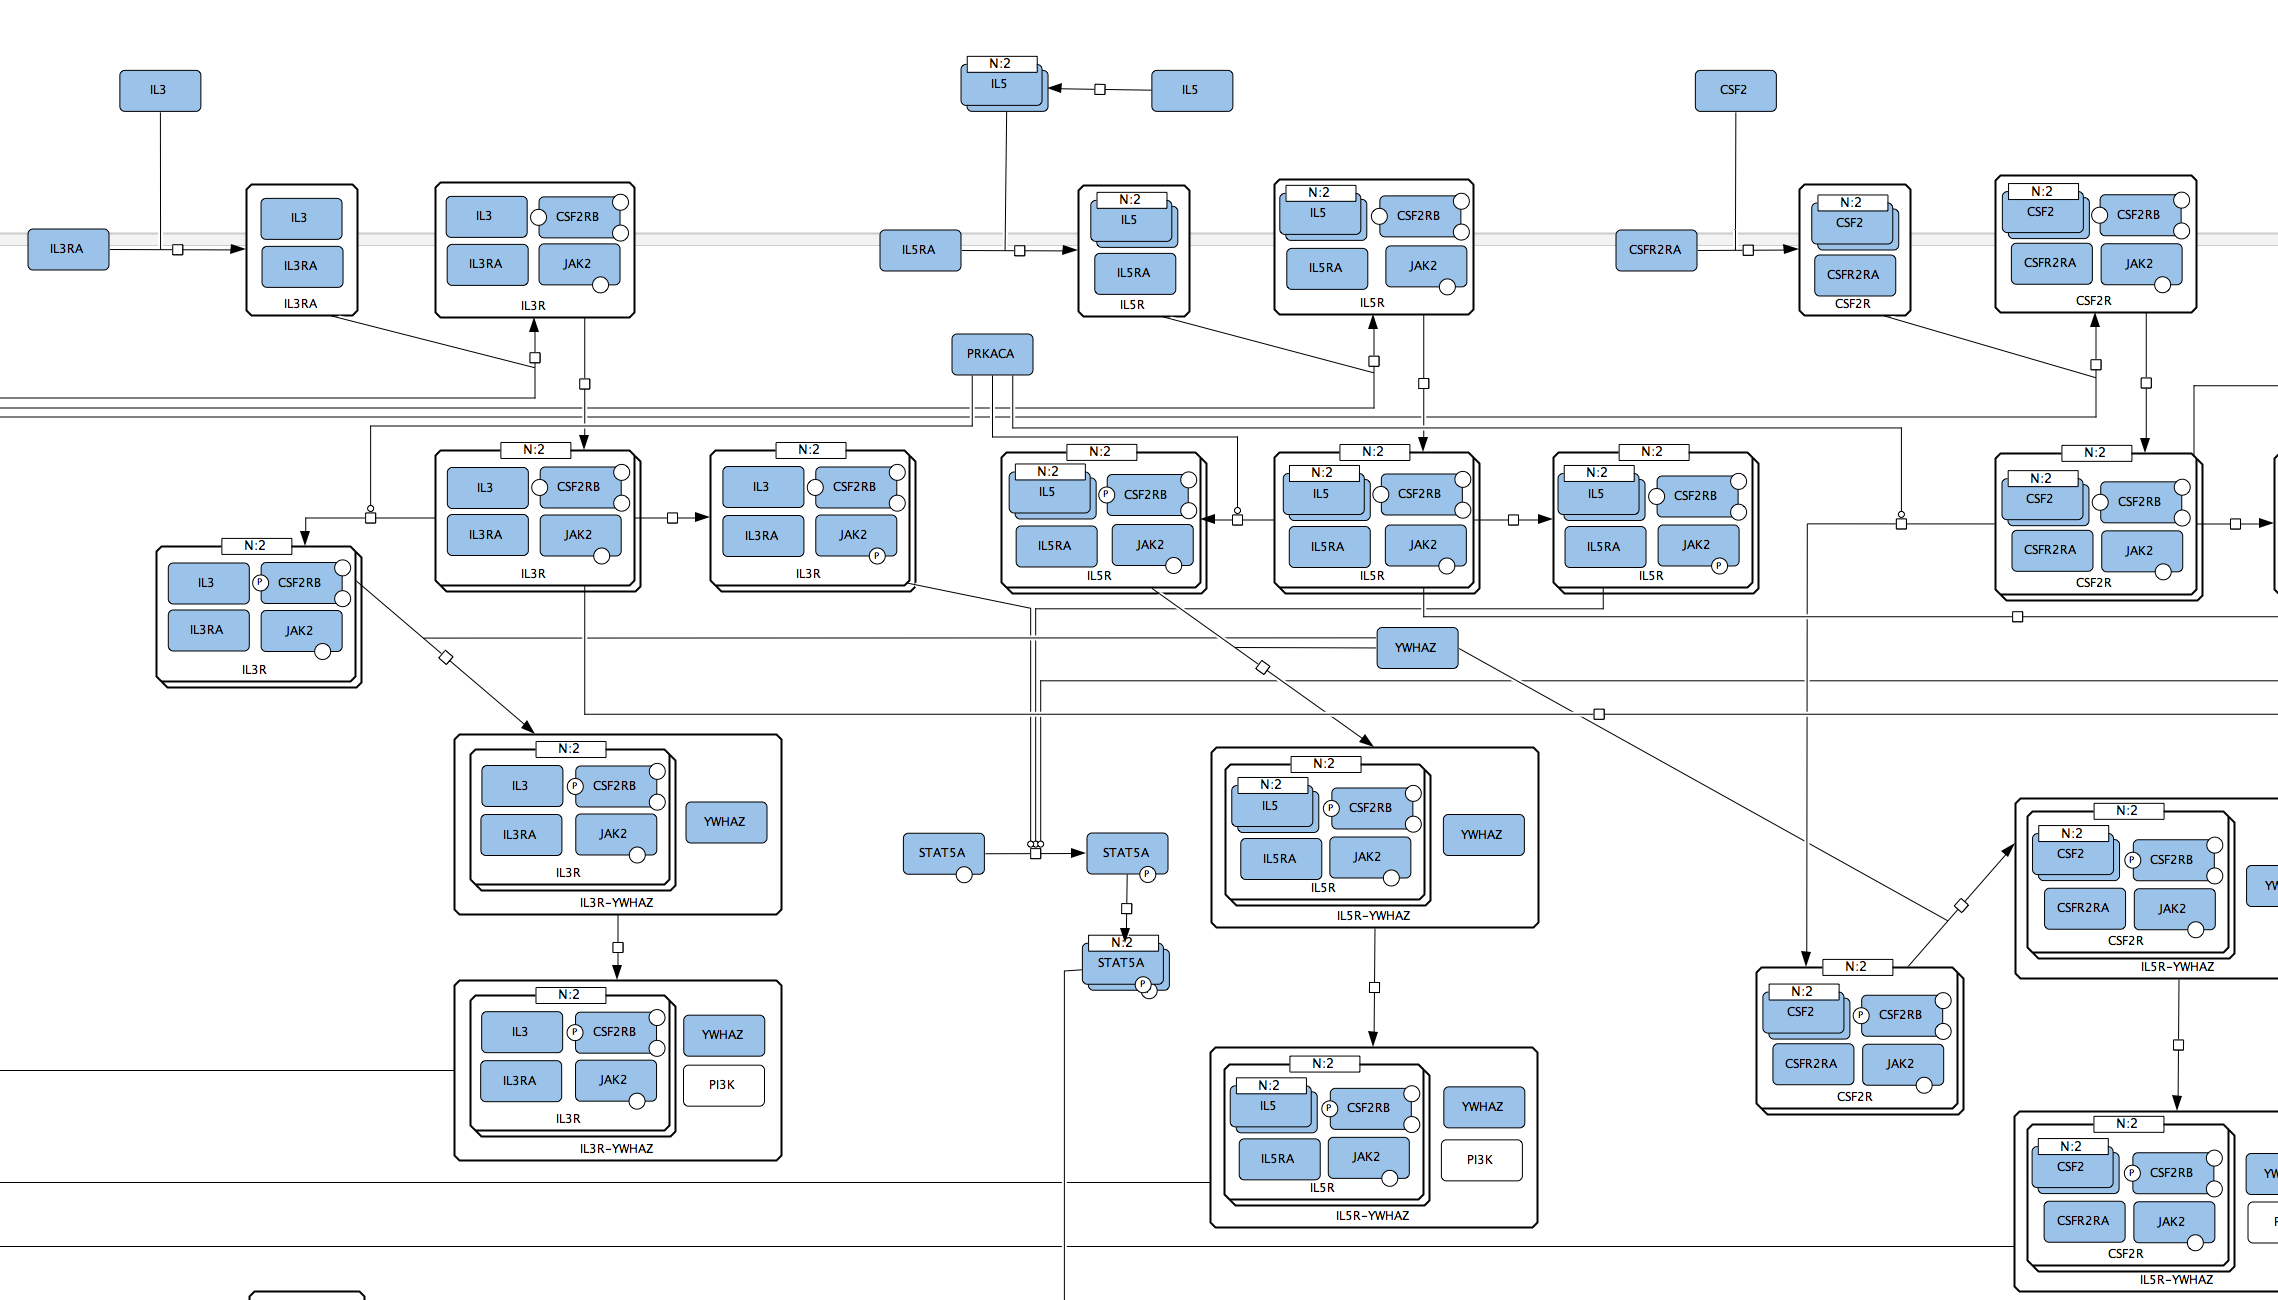 N:2
IL3
IL5
IL5
CSF2
IL3RA
IL3
IL3RA
IL3RA
IL3
CSF2RB
IL3RA
JAK2
IL3R
IL5RA
N:2
IL5
IL5RA
IL5R
N:2
IL5
CSF2RB
IL5RA
JAK2
IL5R
CSFR2RA
N:2
CSF2
CSFR2RA
CSF2R
N:2
CSF2
CSF2RB
CSFR2RA
JAK2
CSF2R
PRKACA
N:2
IL3
CSF2RB
IL3RA
JAK2
IL3R
N:2
IL3
CSF2RB
IL3RA
JAK2
P
IL3R
N:2
N:2
IL5
P
CSF2RB
IL5RA
JAK2
IL5R
N:2
N:2
IL5
CSF2RB
IL5RA
JAK2
IL5R
N:2
N:2
IL5
CSF2RB
IL5RA
JAK2
P
IL5R
N:2
N:2
CSF2
CSF2RB
CSFR2RA
JAK2
CSF2R
N:2
IL3
P
CSF2RB
IL3RA
JAK2
IL3R
YWHAZ
N:2
IL3
P
CSF2RB
IL3RA
JAK2
IL3R
YWHAZ
IL3R-YWHAZ
STAT5A
STAT5A
P
N:2
STAT5A
P
N:2
N:2
IL5
P
CSF2RB
IL5RA
JAK2
IL5R
YWHAZ
IL5R-YWHAZ
N:2
N:2
CSF2
P
CSF2RB
CSFR2RA
JAK2
CSF2R
YW
IL5R-YWHAZ
N:2
N:2
CSF2
P
CSF2RB
CSFR2RA
JAK2
CSF2R
N:2
IL3
P
CSF2RB
IL3RA
JAK2
IL3R
YWHAZ
PI3K
IL3R-YWHAZ
N:2
N:2
IL5
P
CSF2RB
IL5RA
JAK2
IL5R
YWHAZ
PI3K
IL5R-YWHAZ
N:2
N:2
CSF2
P
CSF2RB
CSFR2RA
JAK2
CSF2R
YW
IL5R-YWHAZ